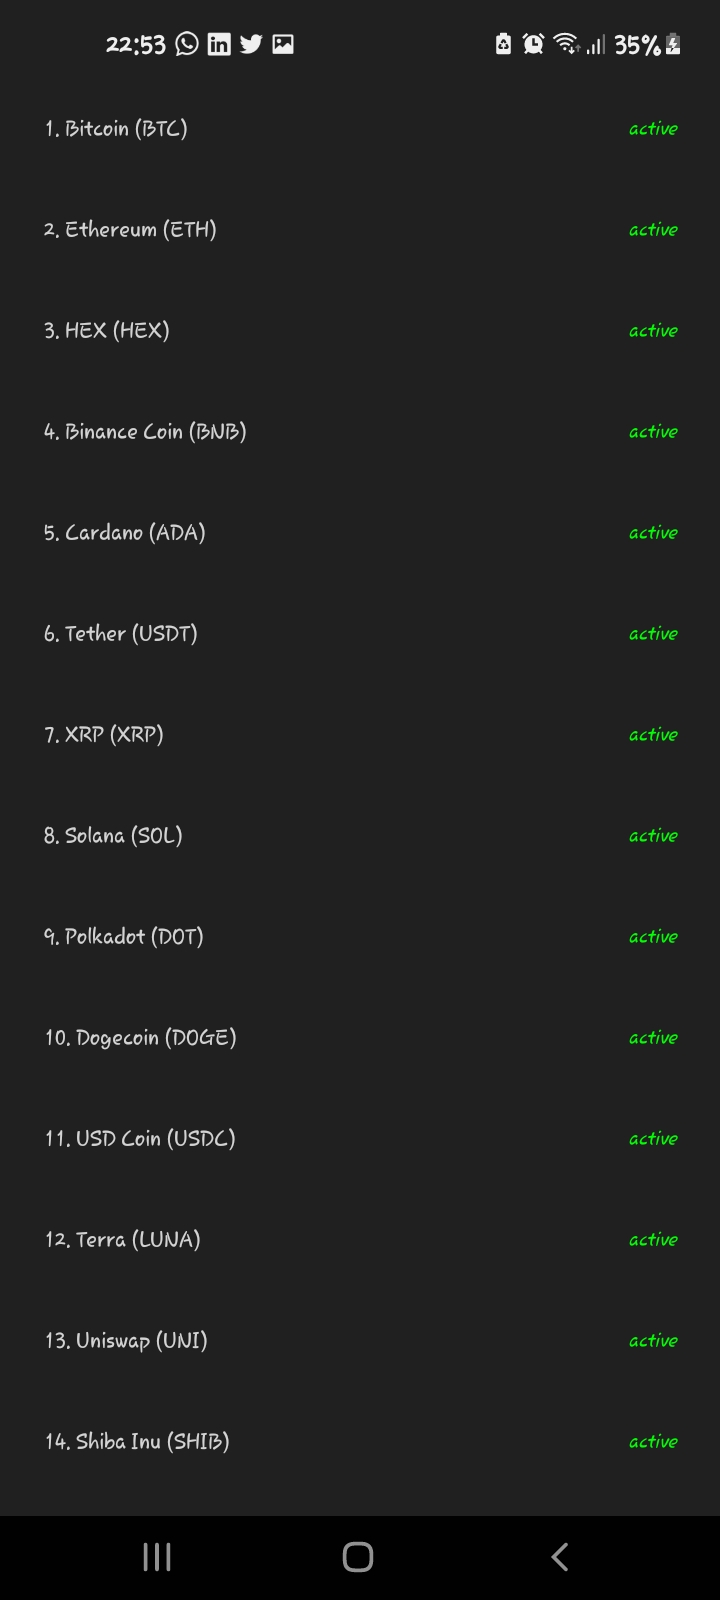 22:53 35%
1. Bitcoin (BTC) active
2. Ethereum (ETH) active
3. HEX (HEX) active
4. Binance Coin (BNB) active
5. Cardano (ADA) active
6. Tether (USDT) active
7. XRP (XRP) active
8. Solana (SOL) active
9. Polkadot (DOT) active
10. Dogecoin (DOGE) active
11. USD Coin (USDC) active
12. Terra (LUNA) active
13. Uniswap (UNI) active
14. Shiba Inu (SHIB) active